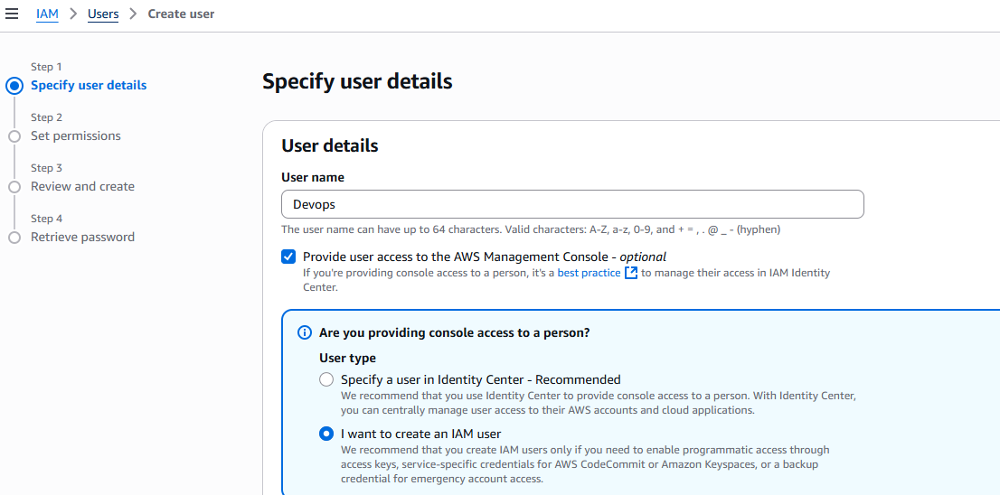 IAM > Users > Create user
Step 1
Specify user details
Step 2
Set permissions
Step 3
Review and create
Step 4
Retrieve password
Specify user details
User details
User name
Devops
The user name can have up to 64 characters. Valid characters: A-Z, a-z, 0-9, and + = , . @ _ - (hyphen)
Provide user access to the AWS Management Console - optional
If you're providing console access to a person, it's a best practice to manage their access in IAM Identity
Center.
Are you providing console access to a person?
User type
Specify a user in Identity Center - Recommended
We recommend that you use Identity Center to provide console access to a person. With Identity Center,
you can centrally manage user access to their AWS accounts and cloud applications.
I want to create an IAM user
We recommend that you create IAM users only if you need to enable programmatic access through
access keys, service-specific credentials for AWS CodeCommit or Amazon Keyspaces, or a backup
credential for emergency account access.